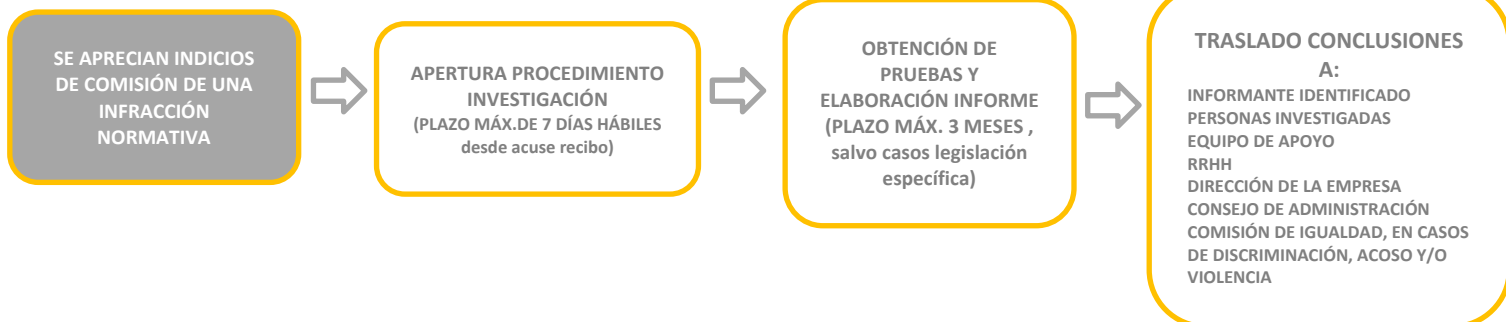 SE APRECIAN INDICIOS
DE COMISIÓN DE UNA
INFRACCIÓN
NORMATIVA
APERTURA PROCEDIMIENTO
INVESTIGACIÓN
(PLAZO MÁX.DE 7 DÍAS HÁBILES
desde acuse recibo)
OBTENCIÓN DE
PRUEBAS Y
ELABORACIÓN INFORME
(PLAZO MÁX. 3 MESES ,
salvo casos legislación
específica)
TRASLADO CONCLUSIONES
A:
INFORMANTE IDENTIFICADO
PERSONAS INVESTIGADAS
EQUIPO DE APOYO
RRHH
DIRECCIÓN DE LA EMPRESA
CONSEJO DE ADMINISTRACIÓN
COMISIÓN DE IGUALDAD, EN CASOS
DE DISCRIMINACIÓN, ACOSO Y/O
VIOLENCIA